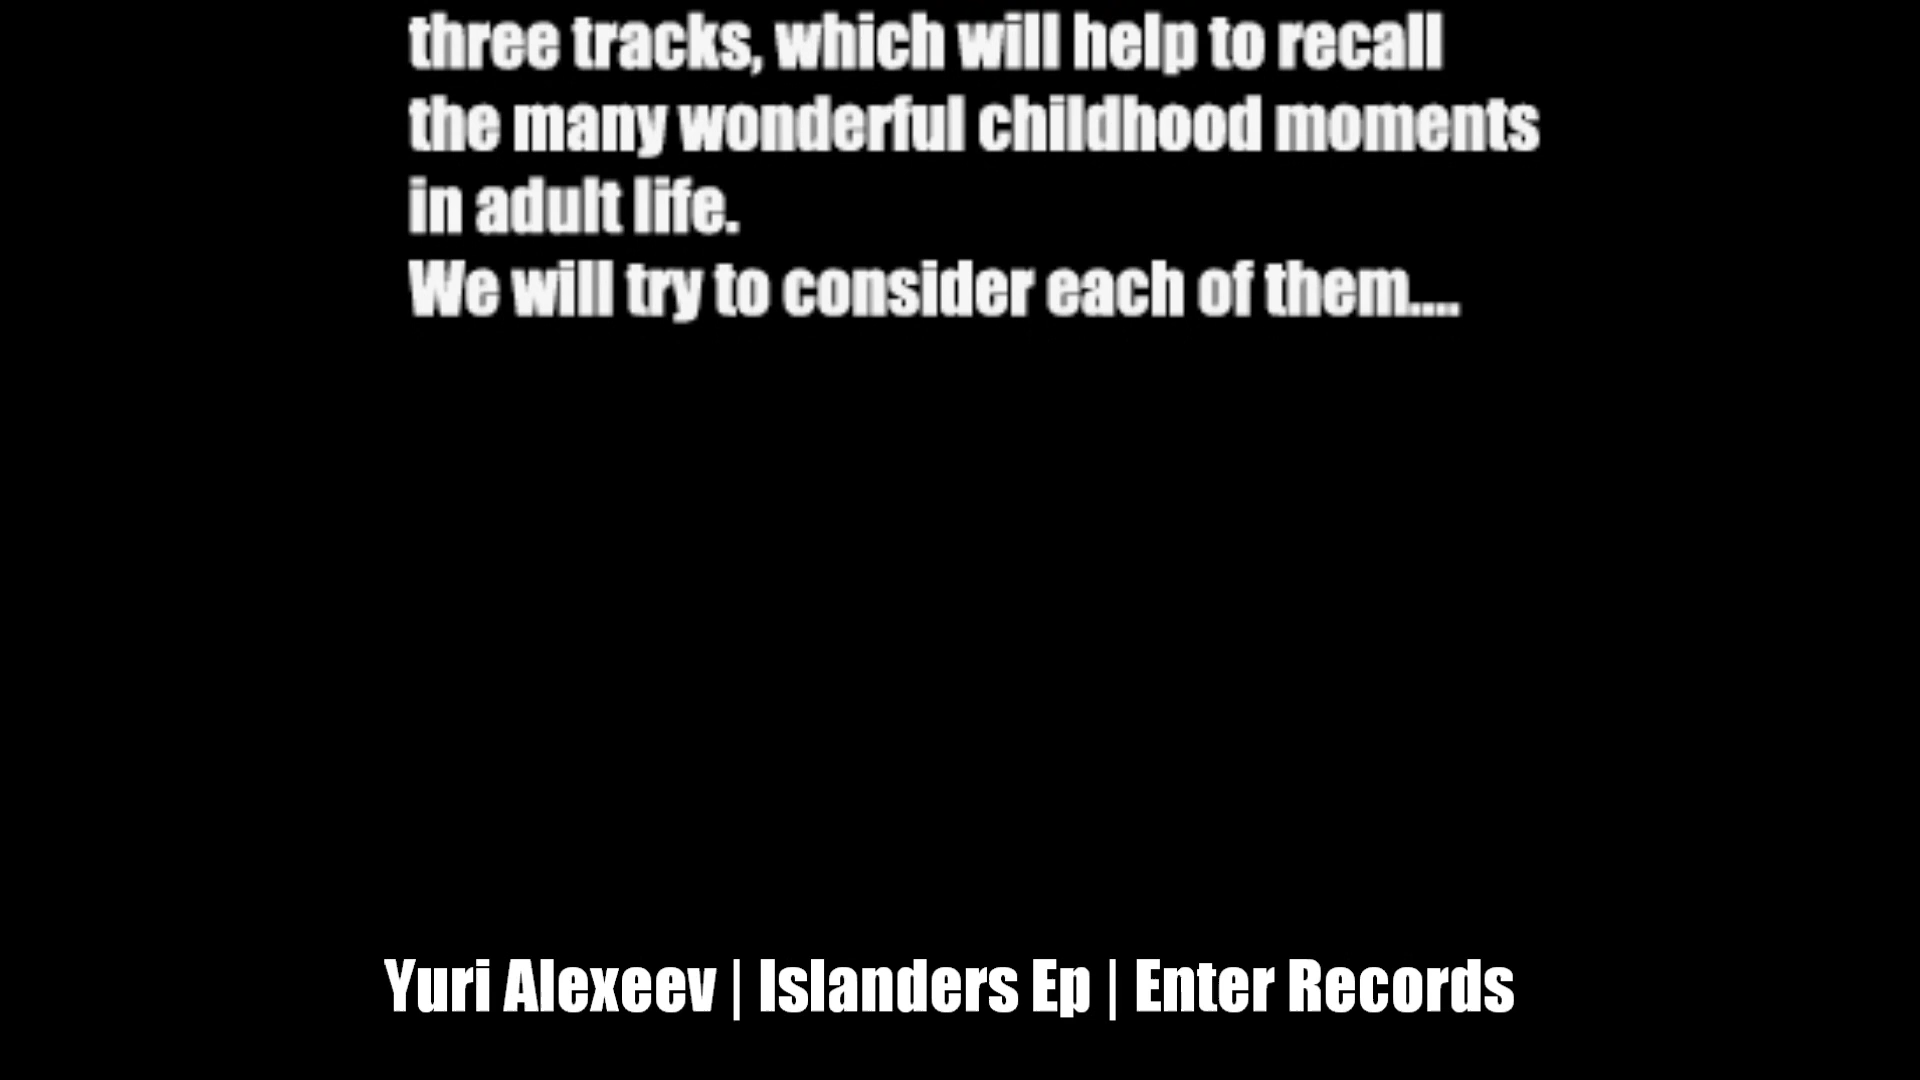 three tracks, which will help to recall
the many wonderful childhood moments
in adult life.
We will try to consider each of them....
Yuri Alexeev | Islanders Ep | Enter Records